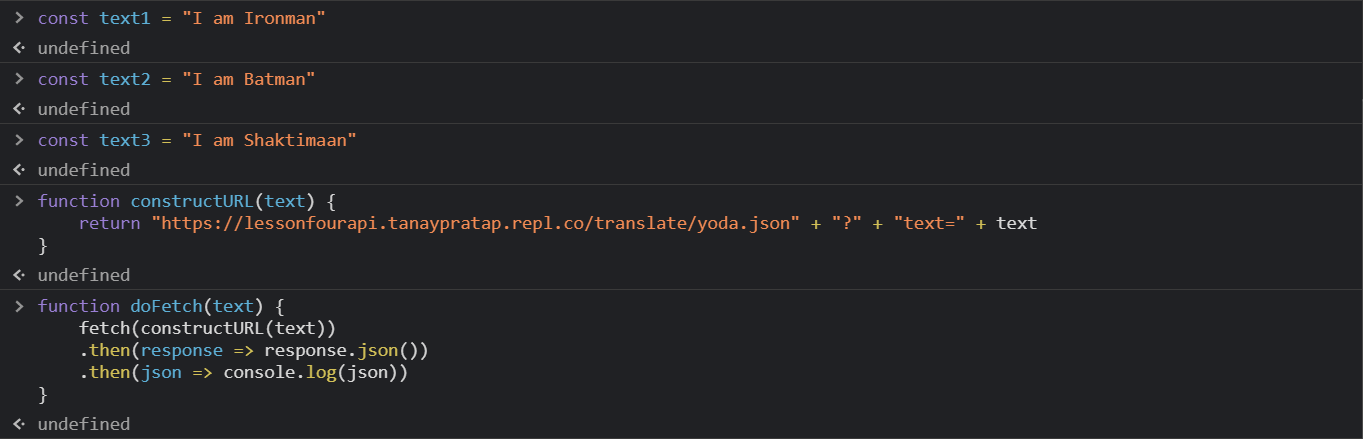 > const text1 = "I am Ironman"
<· undefined
> const text2 = "I am Batman"
<· undefined
> const text3 = "I am Shaktimaan"
<· undefined
> function constructURL(text) {
    return "https://lessonfourapi.tanaypratap.repl.co/translate/yoda.json" + "?" + "text=" + text
}
<· undefined
> function doFetch(text) {
    fetch(constructURL(text))
    .then(response => response.json())
    .then(json => console.log(json))
}
<· undefined